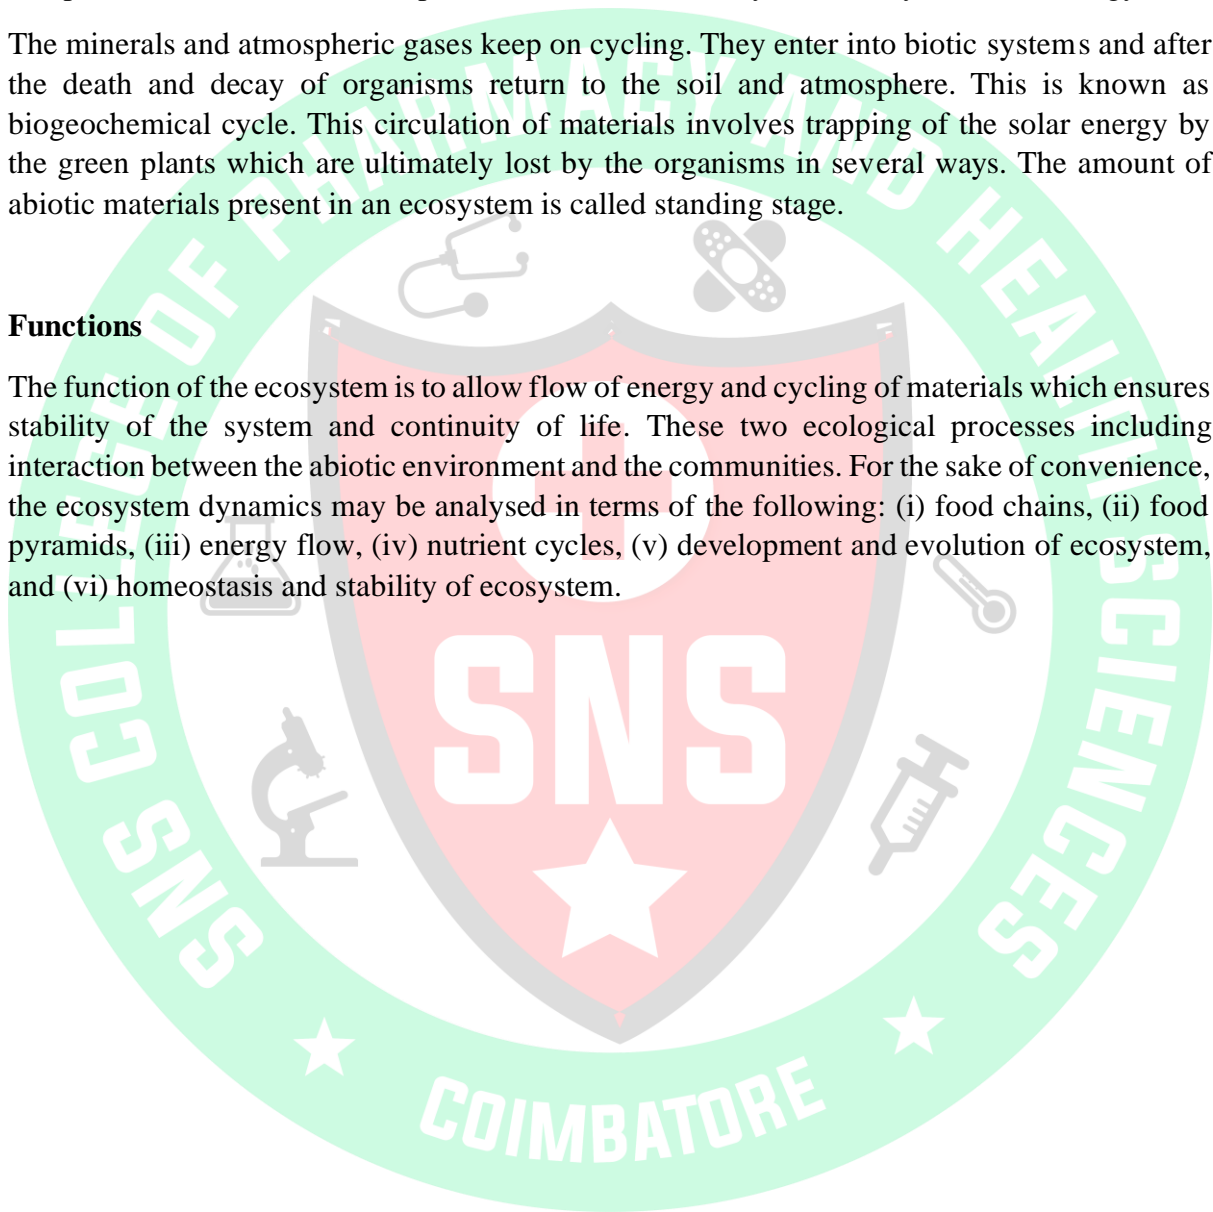 The minerals and atmospheric gases keep on cycling. They enter into biotic systems and after
the death and decay of organisms return to the soil and atmosphere. This is known as
biogeochemical cycle. This circulation of materials involves trapping of the solar energy by
the green plants which are ultimately lost by the organisms in several ways. The amount of
abiotic materials present in an ecosystem is called standing stage.
Functions
The function of the ecosystem is to allow flow of energy and cycling of materials which ensures
stability of the system and continuity of life. These two ecological processes including
interaction between the abiotic environment and the communities. For the sake of convenience,
the ecosystem dynamics may be analysed in terms of the following: (i) food chains, (ii) food
pyramids, (iii) energy flow, (iv) nutrient cycles, (v) development and evolution of ecosystem,
and (vi) homeostasis and stability of ecosystem.
SNS COLLEGE OF PHARMACY AND HEALTH SCIENCES
SNS
COIMBATORE